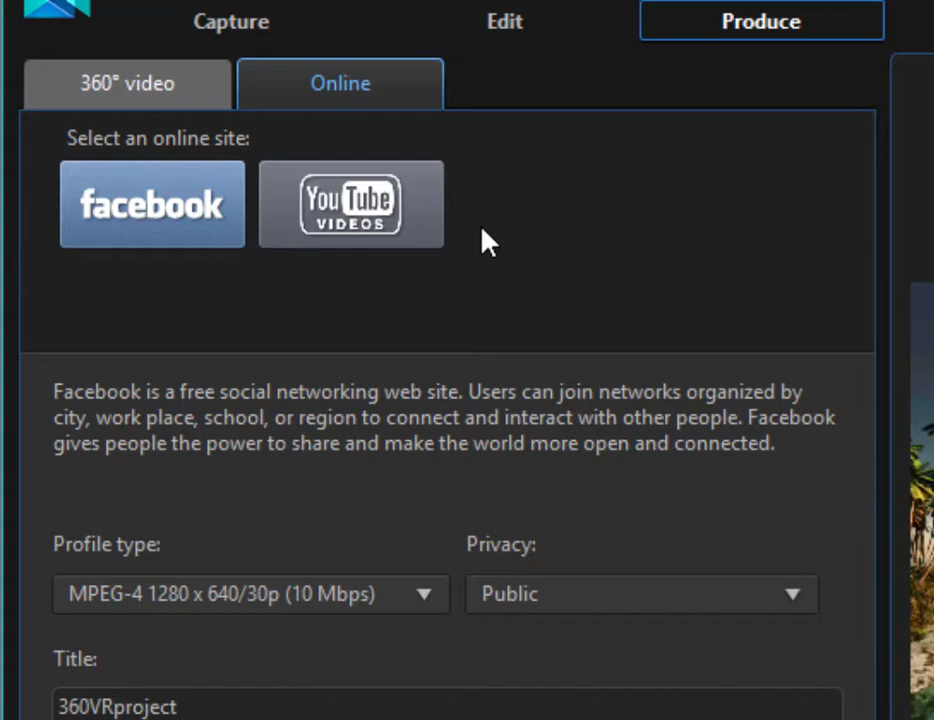 Capture
Edit
Produce
360° video
Online
Select an online site:
facebook
YouTube
VIDEOS
Facebook is a free social networking web site. Users can join networks organized by
city, work place, school, or region to connect and interact with other people. Facebook
gives people the power to share and make the world more open and connected.
Profile type:
Privacy:
MPEG-4 1280 x 640/30p (10 Mbps)
Public
Title:
360VRproject